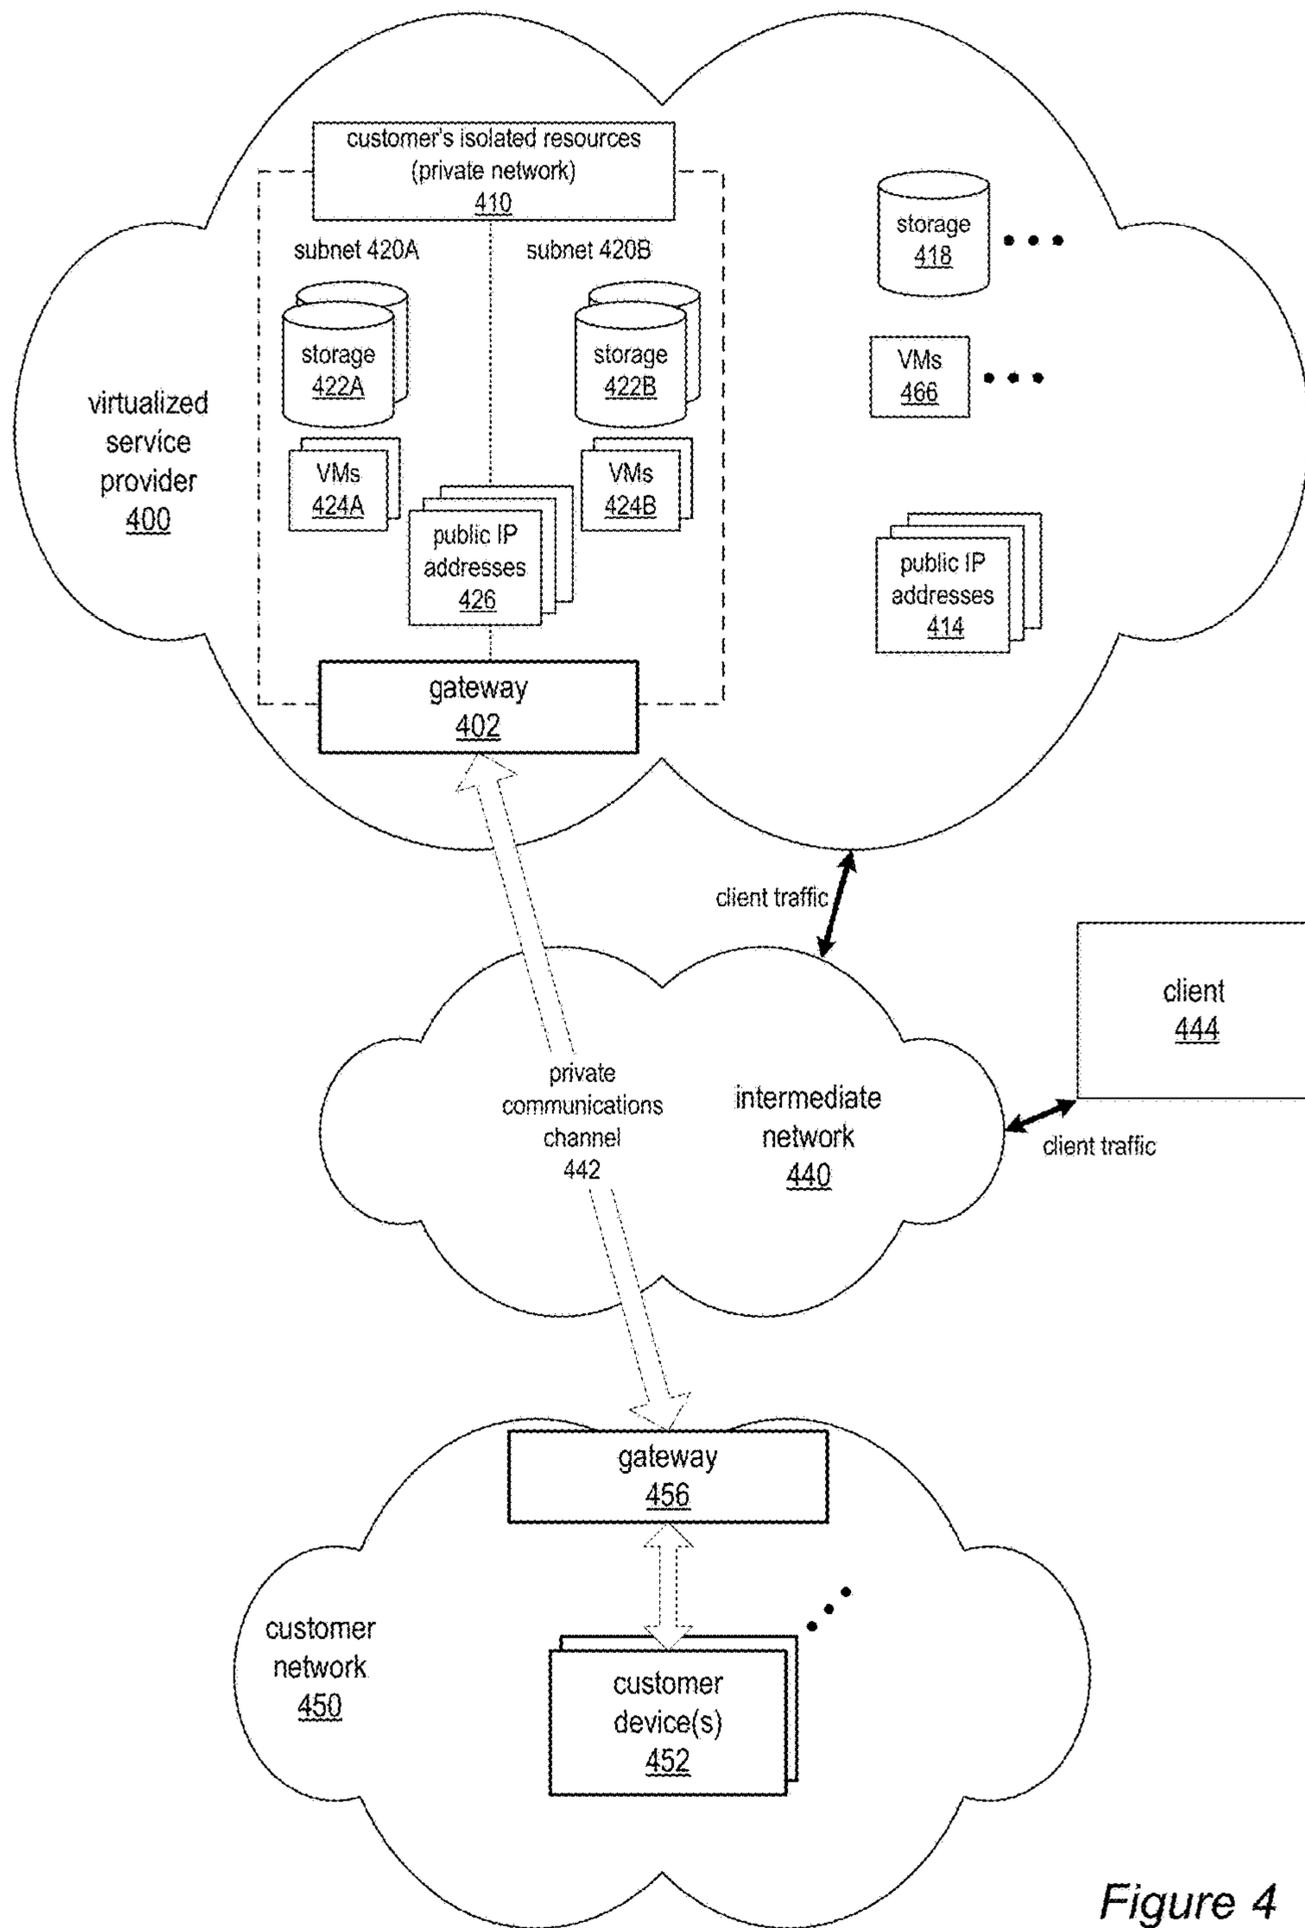 customer's isolated resources
(private network)
410
subnet 420A
subnet 420B
storage
422A
storage
422B
VMs
424A
VMs
424B
public IP
addresses
426
gateway
402
virtualized
service
provider
400
storage
418
VMs
466
public IP
addresses
414
client traffic
client
444
client traffic
private
communications
channel
442
intermediate
network
440
gateway
456
customer
network
450
customer
device(s)
452
Figure 4